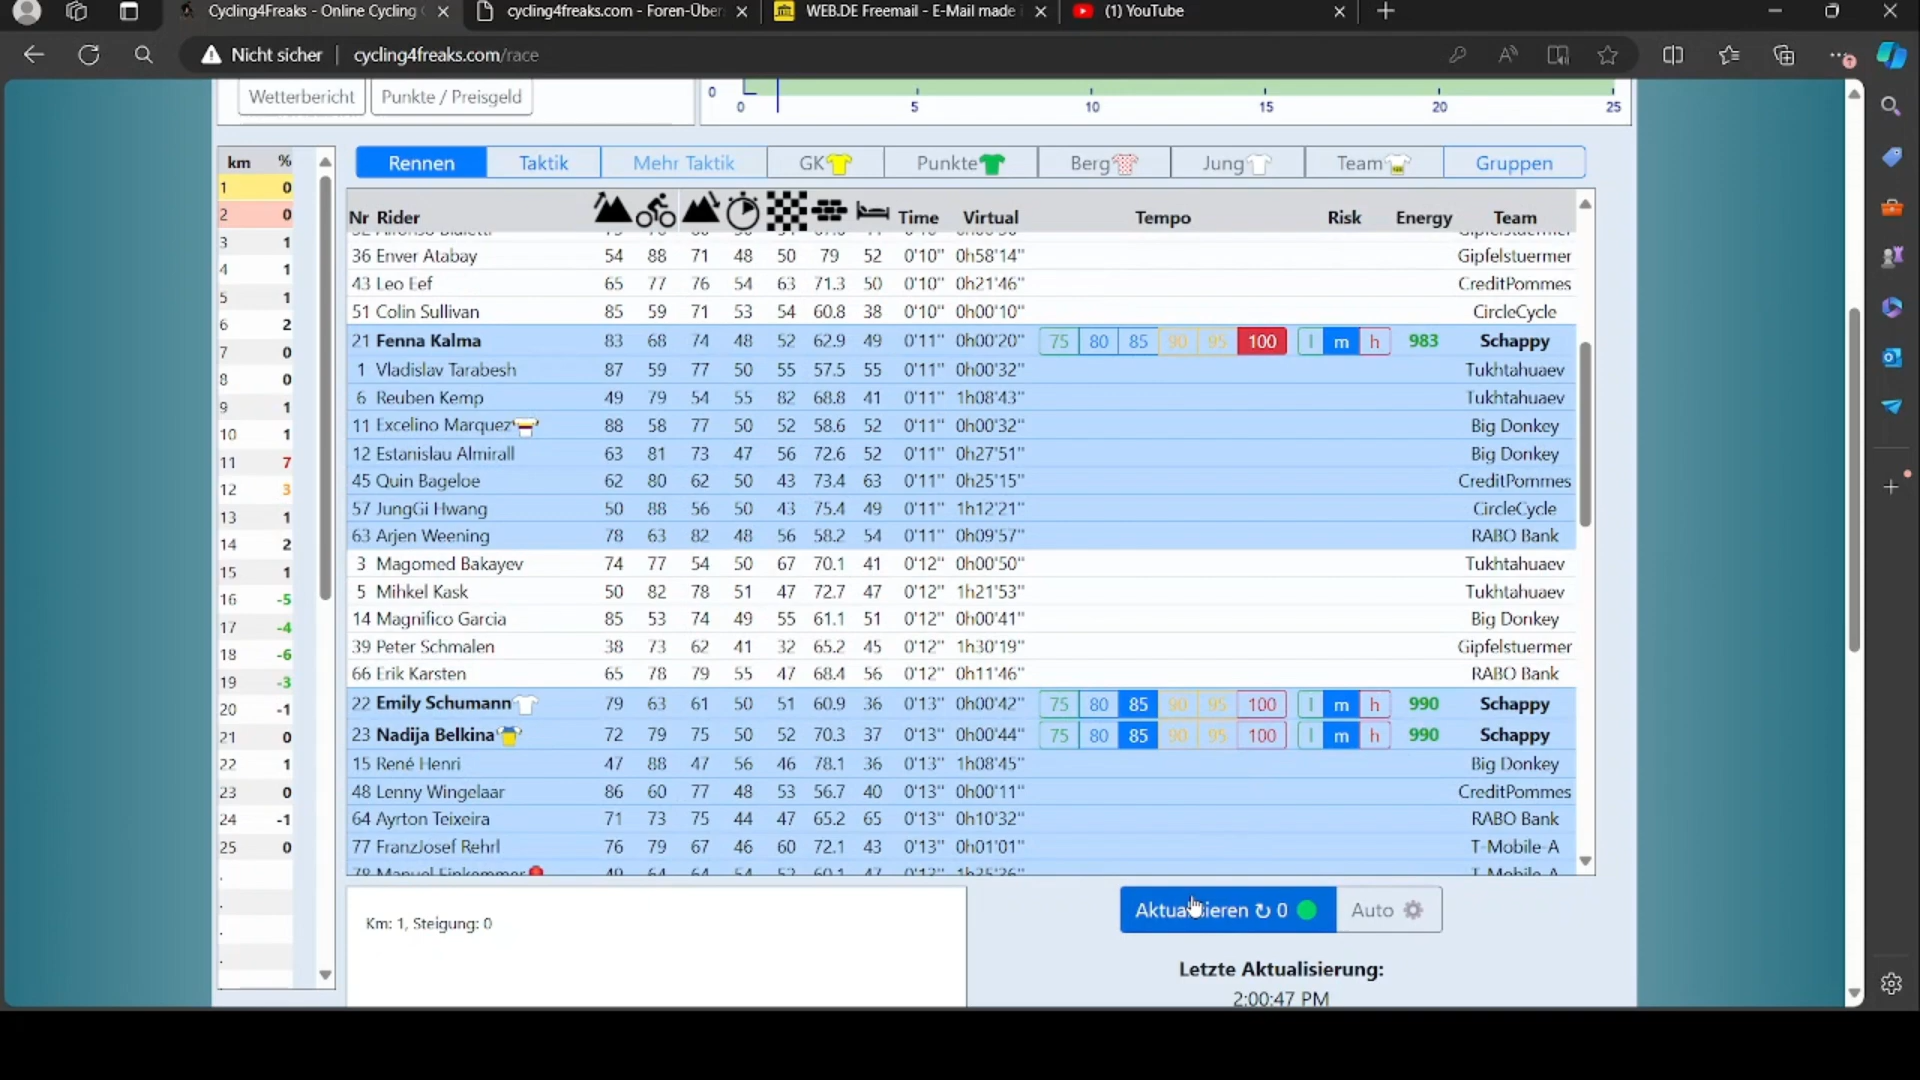 Cycling4Freaks - Online Cycling
cycling4freaks.com - Foren-Über
WEB.DE Freemail - E-Mail made
(1) YouTube
Nicht sicher | cycling4freaks.com/race
Wetterbericht Punkte / Preisgeld
0
0 5 10 15 20 25
km %
1 0
2 0
3 1
4 1
5 1
6 2
7 0
8 0
9 1
10 1
11 7
12 3
13 1
14 2
15 1
16 -5
17 -4
18 -6
19 -3
20 -1
21 0
22 1
23 0
24 -1
25 0
Rennen Taktik Mehr Taktik GK Punkte Berg Jung Team Gruppen
Nr Rider Time Virtual Tempo Risk Energy Team
36 Enver Atabay 54 88 71 48 50 79 52 0'10" 0h58'14" Gipfelstuermer
43 Leo Eef 65 77 76 54 63 71.3 50 0'10" 0h21'46" CreditPommes
51 Colin Sullivan 85 59 71 53 54 60.8 38 0'10" 0h00'10" CircleCycle
21 Fenna Kalma 83 68 74 48 52 62.9 49 0'11" 0h00'20" 75 80 85 90 95 100 l m h 983 Schappy
1 Vladislav Tarabesh 87 59 77 50 55 57.5 55 0'11" 0h00'32" Tukhtahuaev
6 Reuben Kemp 49 79 54 55 82 68.8 41 0'11" 1h08'43" Tukhtahuaev
11 Excelino Marquez 88 58 77 50 52 58.6 52 0'11" 0h00'32" Big Donkey
12 Estanislau Almirall 63 81 73 47 56 72.6 52 0'11" 0h27'51" Big Donkey
45 Quin Bageloe 62 80 62 50 43 73.4 63 0'11" 0h25'15" CreditPommes
57 JungGi Hwang 50 88 56 50 43 75.4 49 0'11" 1h12'21" CircleCycle
63 Arjen Weening 78 63 82 48 56 58.2 54 0'11" 0h09'57" RABO Bank
3 Magomed Bakayev 74 77 54 50 67 70.1 41 0'12" 0h00'50" Tukhtahuaev
5 Mihkel Kask 50 82 78 51 47 72.7 47 0'12" 1h21'53" Tukhtahuaev
14 Magnifico Garcia 85 53 74 49 55 61.1 51 0'12" 0h00'41" Big Donkey
39 Peter Schmalen 38 73 62 41 32 65.2 45 0'12" 1h30'19" Gipfelstuermer
66 Erik Karsten 65 78 79 55 47 68.4 56 0'12" 0h11'46" RABO Bank
22 Emily Schumann 79 63 61 50 51 60.9 36 0'13" 0h00'42" 75 80 85 90 95 100 l m h 990 Schappy
23 Nadija Belkina 72 79 75 50 52 70.3 37 0'13" 0h00'44" 75 80 85 90 95 100 l m h 990 Schappy
15 René Henri 47 88 47 56 46 78.1 36 0'13" 1h08'45" Big Donkey
48 Lenny Wingelaar 86 60 77 48 53 56.7 40 0'13" 0h00'11" CreditPommes
64 Ayrton Teixeira 71 73 75 44 47 65.2 65 0'13" 0h10'32" RABO Bank
77 FranzJosef Rehrl 76 79 67 46 60 72.1 43 0'13" 0h01'01" T-Mobile-A
Km: 1, Steigung: 0
Aktualisieren ↻ 0 Auto
Letzte Aktualisierung:
2:00:47 PM